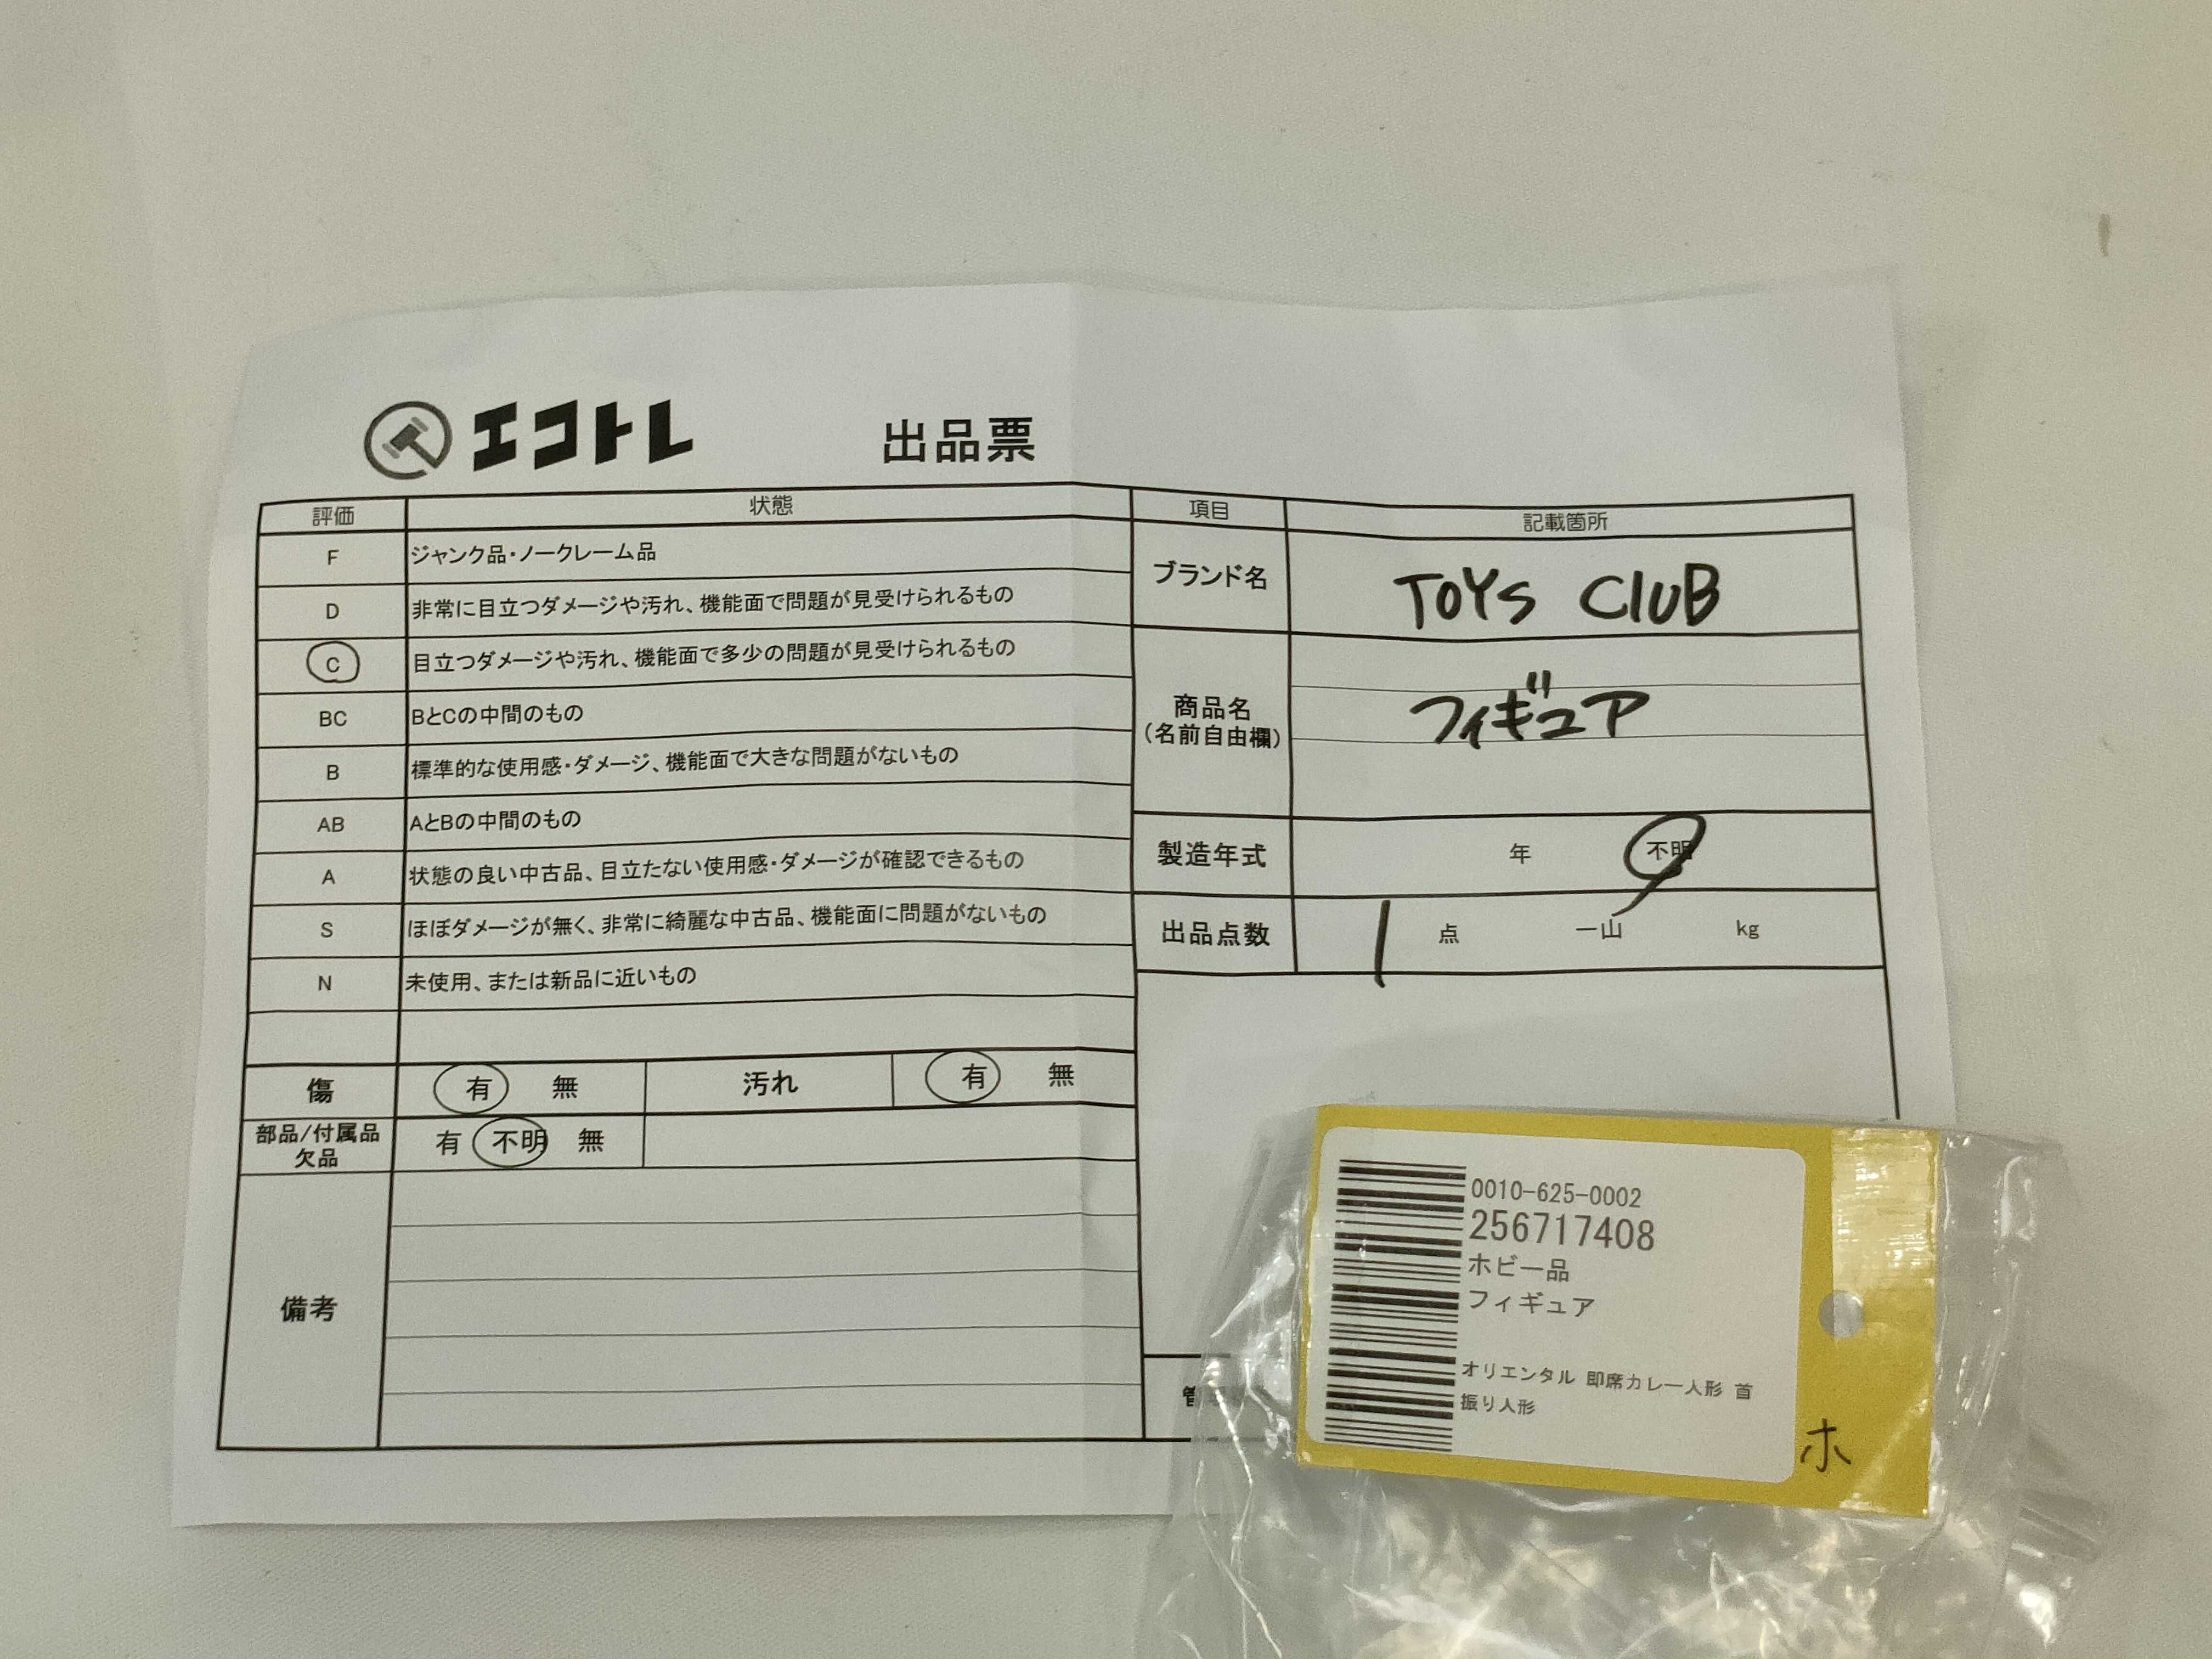 エコトレ 出品票
評価 状態
F ジャンク品・ノークレーム品
D 非常に目立つダメージや汚れ、機能面で問題が見受けられるもの
C 目立つダメージや汚れ、機能面で多少の問題が見受けられるもの
BC BとCの中間のもの
B 標準的な使用感・ダメージ、機能面で大きな問題がないもの
AB AとBの中間のもの
A 状態の良い中古品、目立たない使用感・ダメージが確認できるもの
S ほぼダメージが無く、非常に綺麗な中古品、機能面に問題がないもの
N 未使用、または新品に近いもの
傷 有 無 汚れ 有 無
部品/付属品
欠品
有 不明 無
備考
項目 記載箇所
ブランド名 TOYS CLUB
商品名
(名前自由欄)
フィギュア
製造年式 年 不明
出品点数 1 点 一山 kg
0010-625-0002
256717408
ホビー品
フィギュア
オリエンタル 即席カレー人形 首
振り人形
ホ